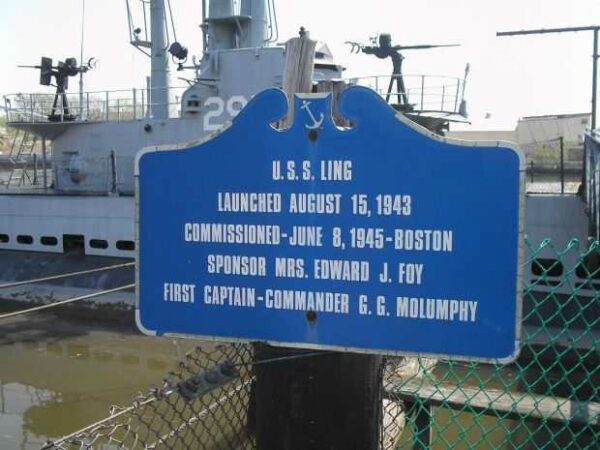 29
U.S.S. LING
LAUNCHED AUGUST 15, 1943
COMMISSIONED-JUNE 8, 1945-BOSTON
SPONSOR MRS. EDWARD J. FOY
FIRST CAPTAIN-COMMANDER G. G. MOLUMPHY